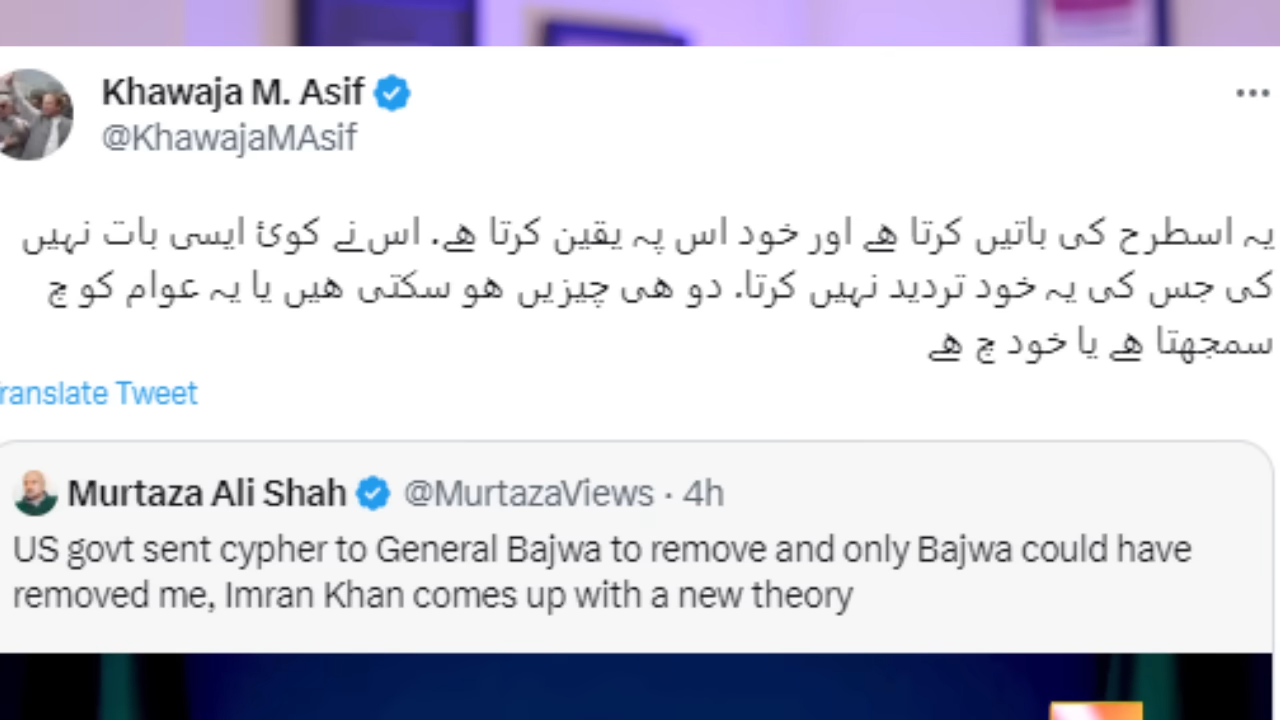 Khawaja M. Asif
@KhawajaMAsif
یہ اسطرح کی باتیں کرتا ھے اور خود اس پہ یقین کرتا ھے. اس نے کوئ ایسی بات نہیں
کی جس کی یہ خود تردید نہیں کرتا. دو ھی چیزیں ھو سکتی ھیں یا یہ عوام کو چ
سمجھتا ھے یا خود چ ھے
ranslate Tweet
Murtaza Ali Shah @MurtazaViews · 4h
US govt sent cypher to General Bajwa to remove and only Bajwa could have
removed me, Imran Khan comes up with a new theory